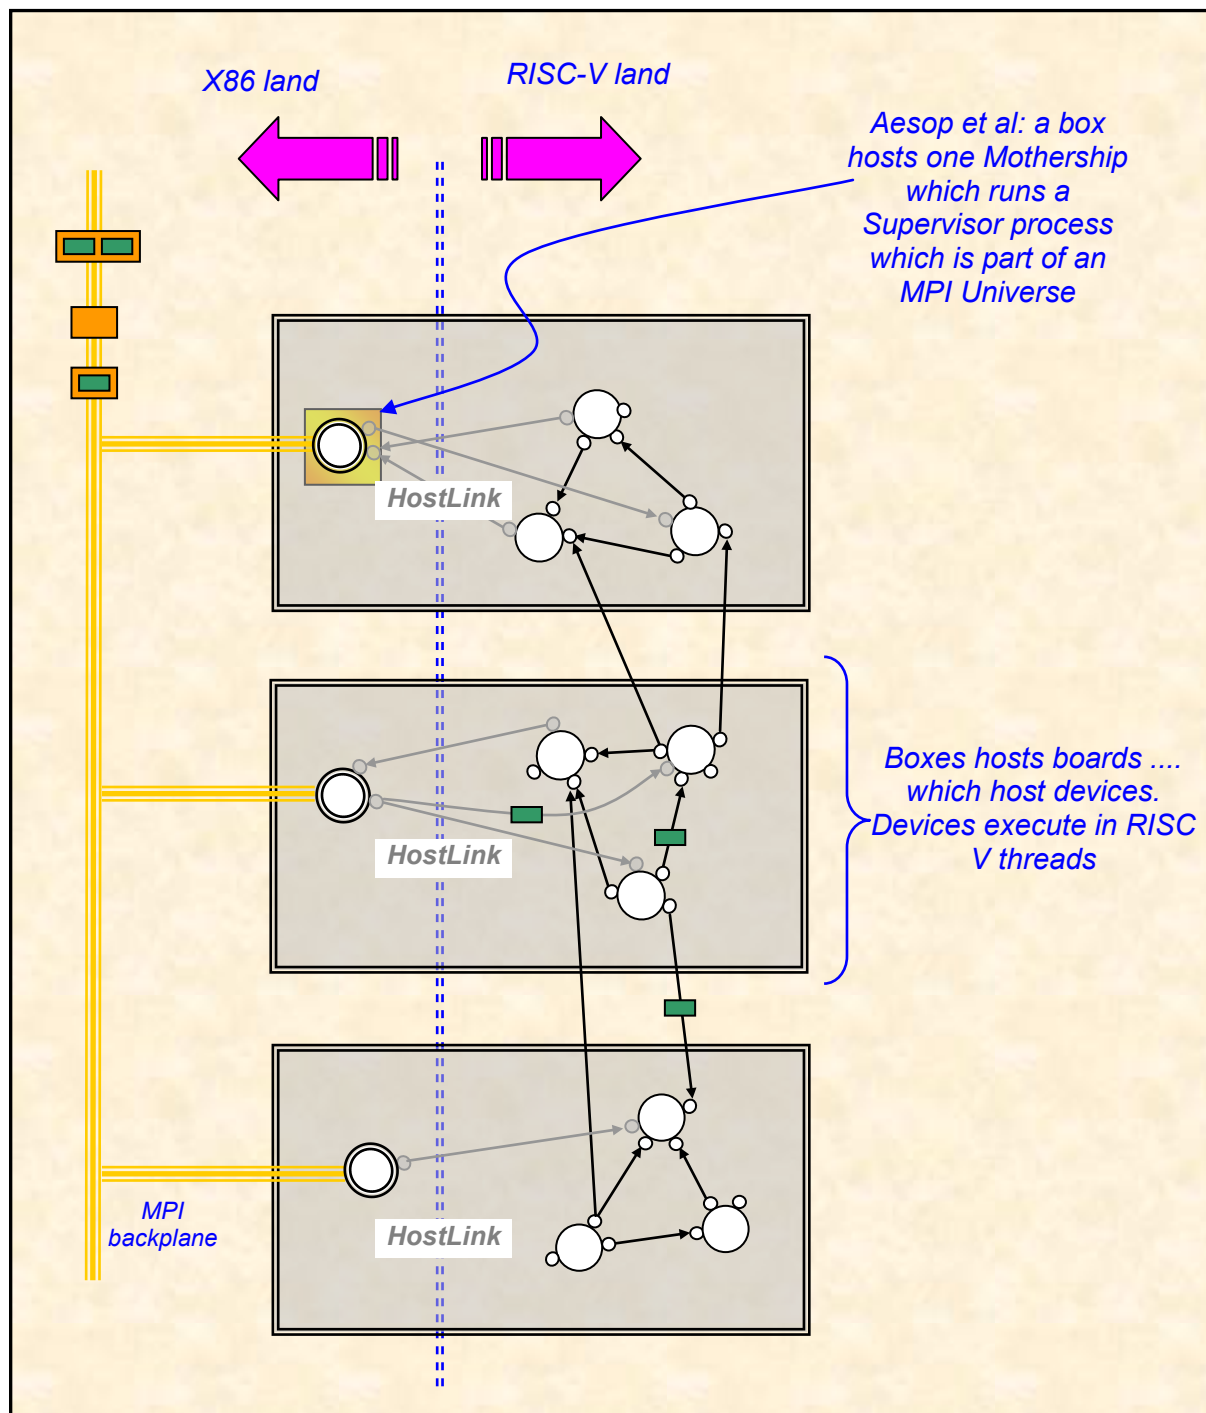 X86 land
RISC-V land
Aesop et al: a box
hosts one Mothership
which runs a
Supervisor process
which is part of an
MPI Universe
HostLink
Boxes hosts boards ....
which host devices.
Devices execute in RISC
V threads
HostLink
MPI
backplane
HostLink